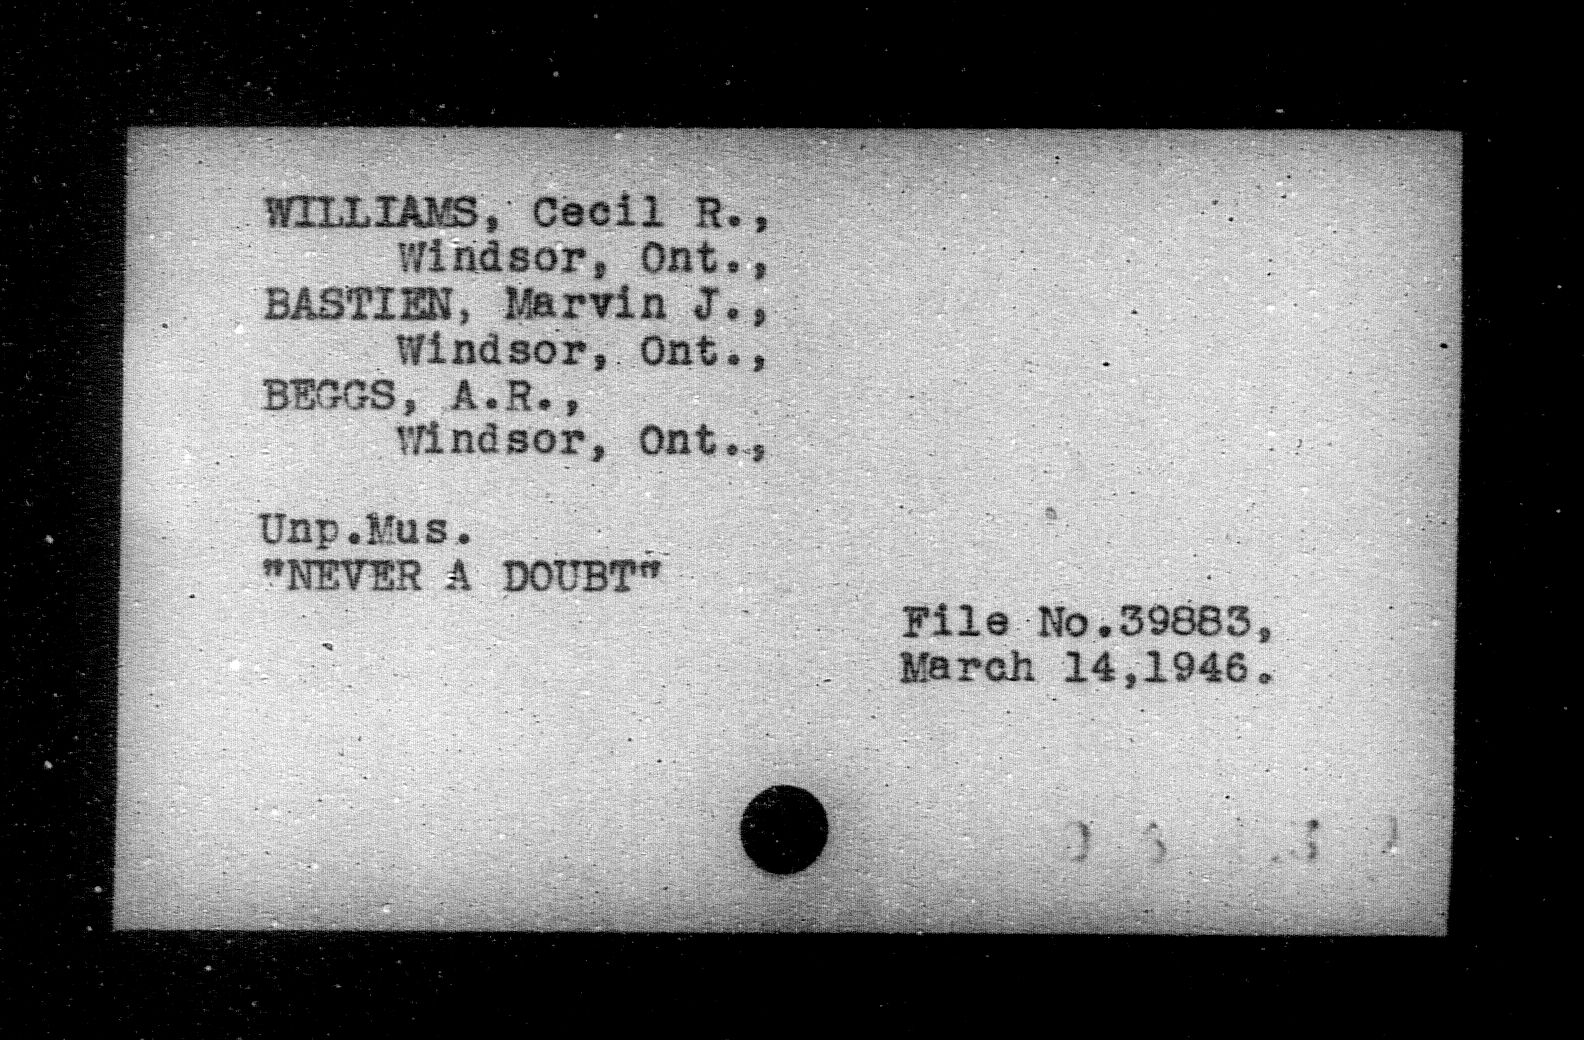 WILLIAMS, Cecil R.,
Windsor, Ont.,
BASTIEN, Marvin J.,
Windsor, Ont.,
BEGGS, A.R.,
Windsor, Ont.,
Unp.Mus.
"NEVER A DOUBT"
File No.39883,
March 14,1946.